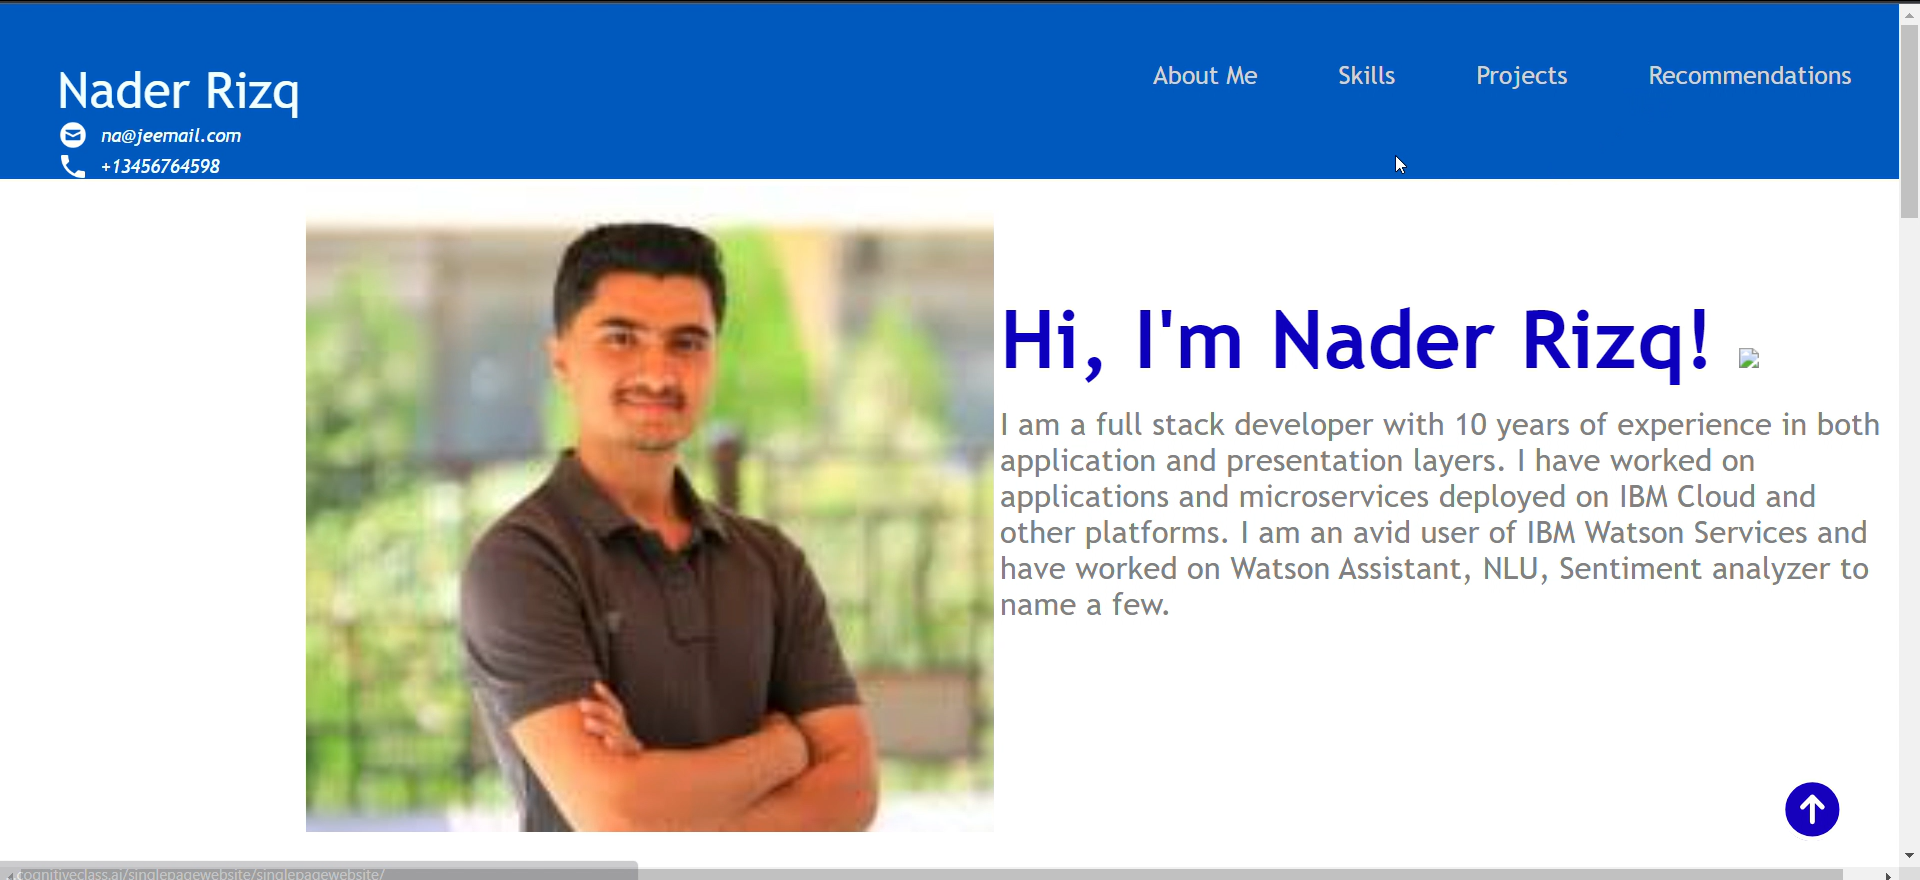 Nader Rizq
na@jeemail.com
+13456764598
About Me
Skills
Projects
Recommendations
Hi, I'm Nader Rizq!
I am a full stack developer with 10 years of experience in both
application and presentation layers. I have worked on
applications and microservices deployed on IBM Cloud and
other platforms. I am an avid user of IBM Watson Services and
have worked on Watson Assistant, NLU, Sentiment analyzer to
name a few.
.cognitiveclass.ai/singlepagewebsite/singlepagewebsite/